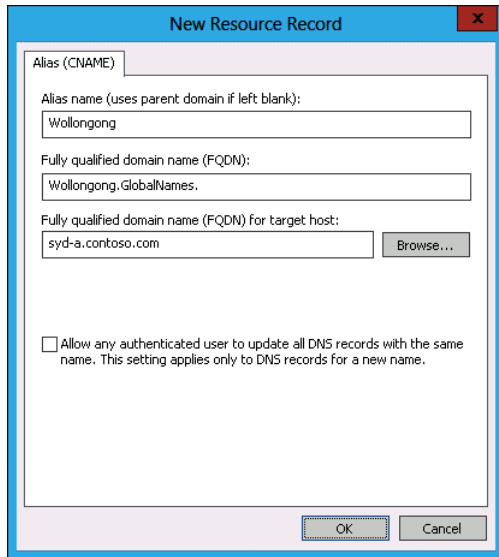 New Resource Record
x
Alias (CNAME)
Alias name (uses parent domain if left blank):
Wollongong
Fully qualified domain name (FQDN):
Wollongong.GlobalNames.
Fully qualified domain name (FQDN) for target host:
syd-a.contoso.com
Browse...
Allow any authenticated user to update all DNS records with the same
name. This setting applies only to DNS records for a new name.
OK
Cancel